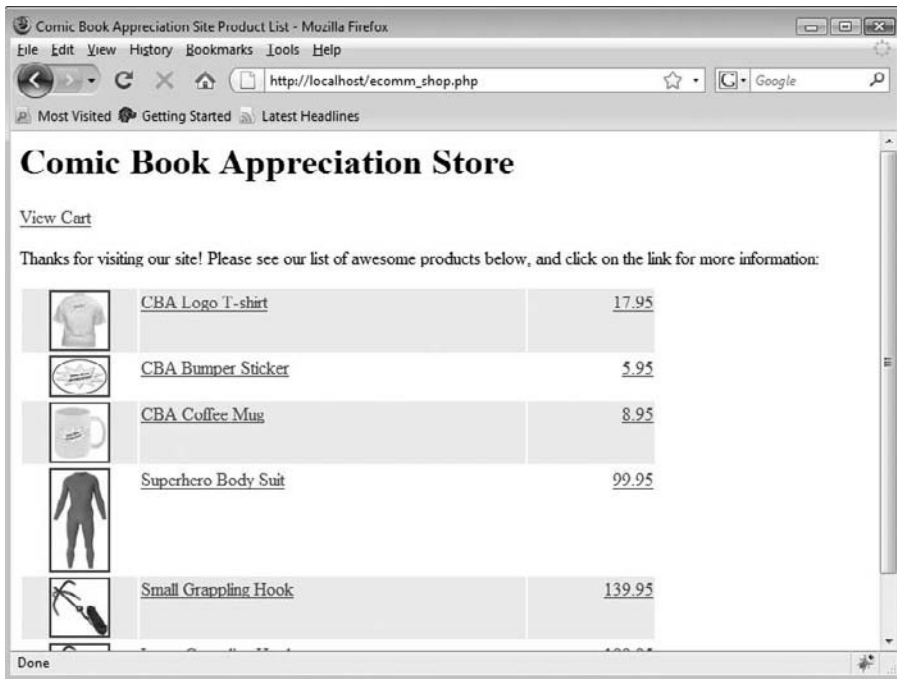 Comic Book Appreciation Site Product List - Mozilla Firefox
File Edit View History Bookmarks Tools Help
http://localhost/ecomm_shop.php
Google
Most Visited Getting Started Latest Headlines
Comic Book Appreciation Store
View Cart
Thanks for visiting our site! Please see our list of awesome products below, and click on the link for more information:
CBA Logo T-shirt 17.95
CBA Bumper Sticker 5.95
CBA Coffee Mug 8.95
Superhero Body Suit 99.95
Small Grappling Hook 139.95
Done